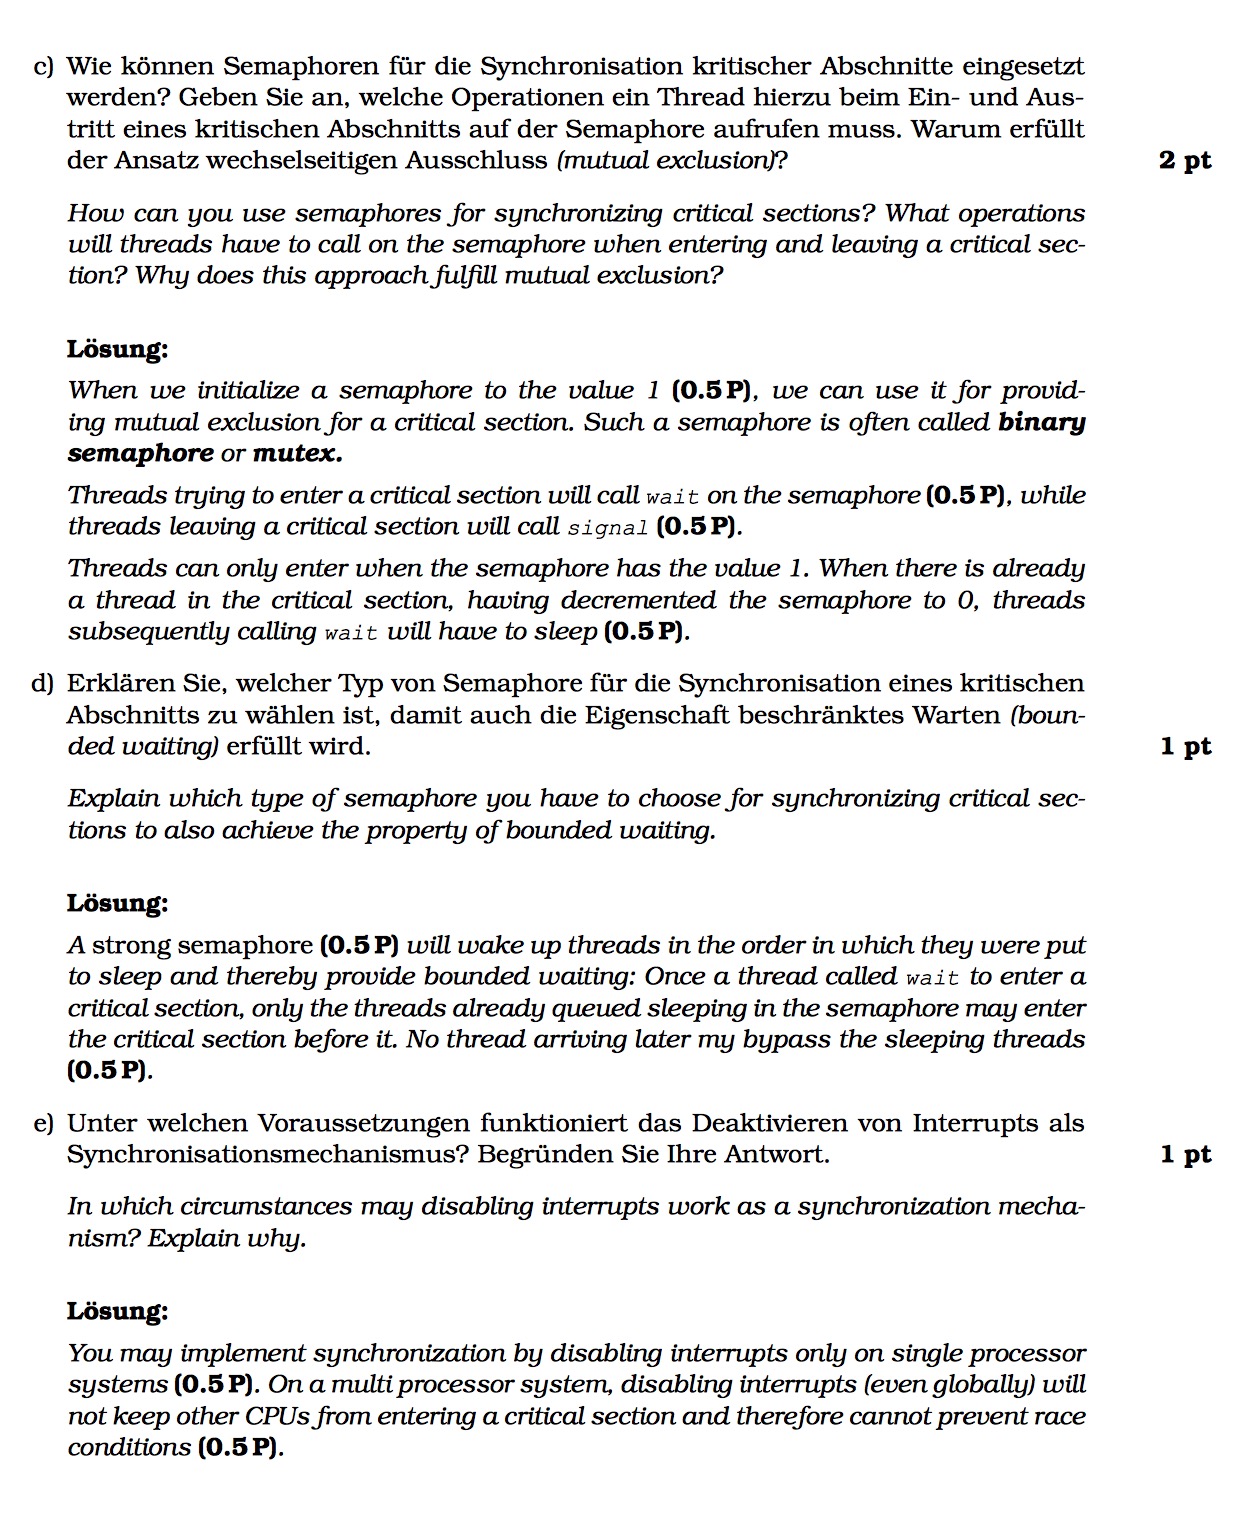 c) Wie können Semaphoren für die Synchronisation kritischer Abschnitte eingesetzt
werden? Geben Sie an, welche Operationen ein Thread hierzu beim Ein- und Aus-
tritt eines kritischen Abschnitts auf der Semaphore aufrufen muss. Warum erfüllt
der Ansatz wechselseitigen Ausschluss (mutual exclusion)? 2 pt
How can you use semaphores for synchronizing critical sections? What operations
will threads have to call on the semaphore when entering and leaving a critical sec-
tion? Why does this approach fulfill mutual exclusion?
Lösung:
When we initialize a semaphore to the value 1 (0.5 P), we can use it for provid-
ing mutual exclusion for a critical section. Such a semaphore is often called binary
semaphore or mutex.
Threads trying to enter a critical section will call wait on the semaphore (0.5 P), while
threads leaving a critical section will call signal (0.5 P).
Threads can only enter when the semaphore has the value 1. When there is already
a thread in the critical section, having decremented the semaphore to 0, threads
subsequently calling wait will have to sleep (0.5 P).
d) Erklären Sie, welcher Typ von Semaphore für die Synchronisation eines kritischen
Abschnitts zu wählen ist, damit auch die Eigenschaft beschränktes Warten (boun-
ded waiting) erfüllt wird. 1 pt
Explain which type of semaphore you have to choose for synchronizing critical sec-
tions to also achieve the property of bounded waiting.
Lösung:
A strong semaphore (0.5 P) will wake up threads in the order in which they were put
to sleep and thereby provide bounded waiting: Once a thread called wait to enter a
critical section, only the threads already queued sleeping in the semaphore may enter
the critical section before it. No thread arriving later my bypass the sleeping threads
(0.5 P).
e) Unter welchen Voraussetzungen funktioniert das Deaktivieren von Interrupts als
Synchronisationsmechanismus? Begründen Sie Ihre Antwort. 1 pt
In which circumstances may disabling interrupts work as a synchronization mecha-
nism? Explain why.
Lösung:
You may implement synchronization by disabling interrupts only on single processor
systems (0.5 P). On a multi processor system, disabling interrupts (even globally) will
not keep other CPUs from entering a critical section and therefore cannot prevent race
conditions (0.5 P).